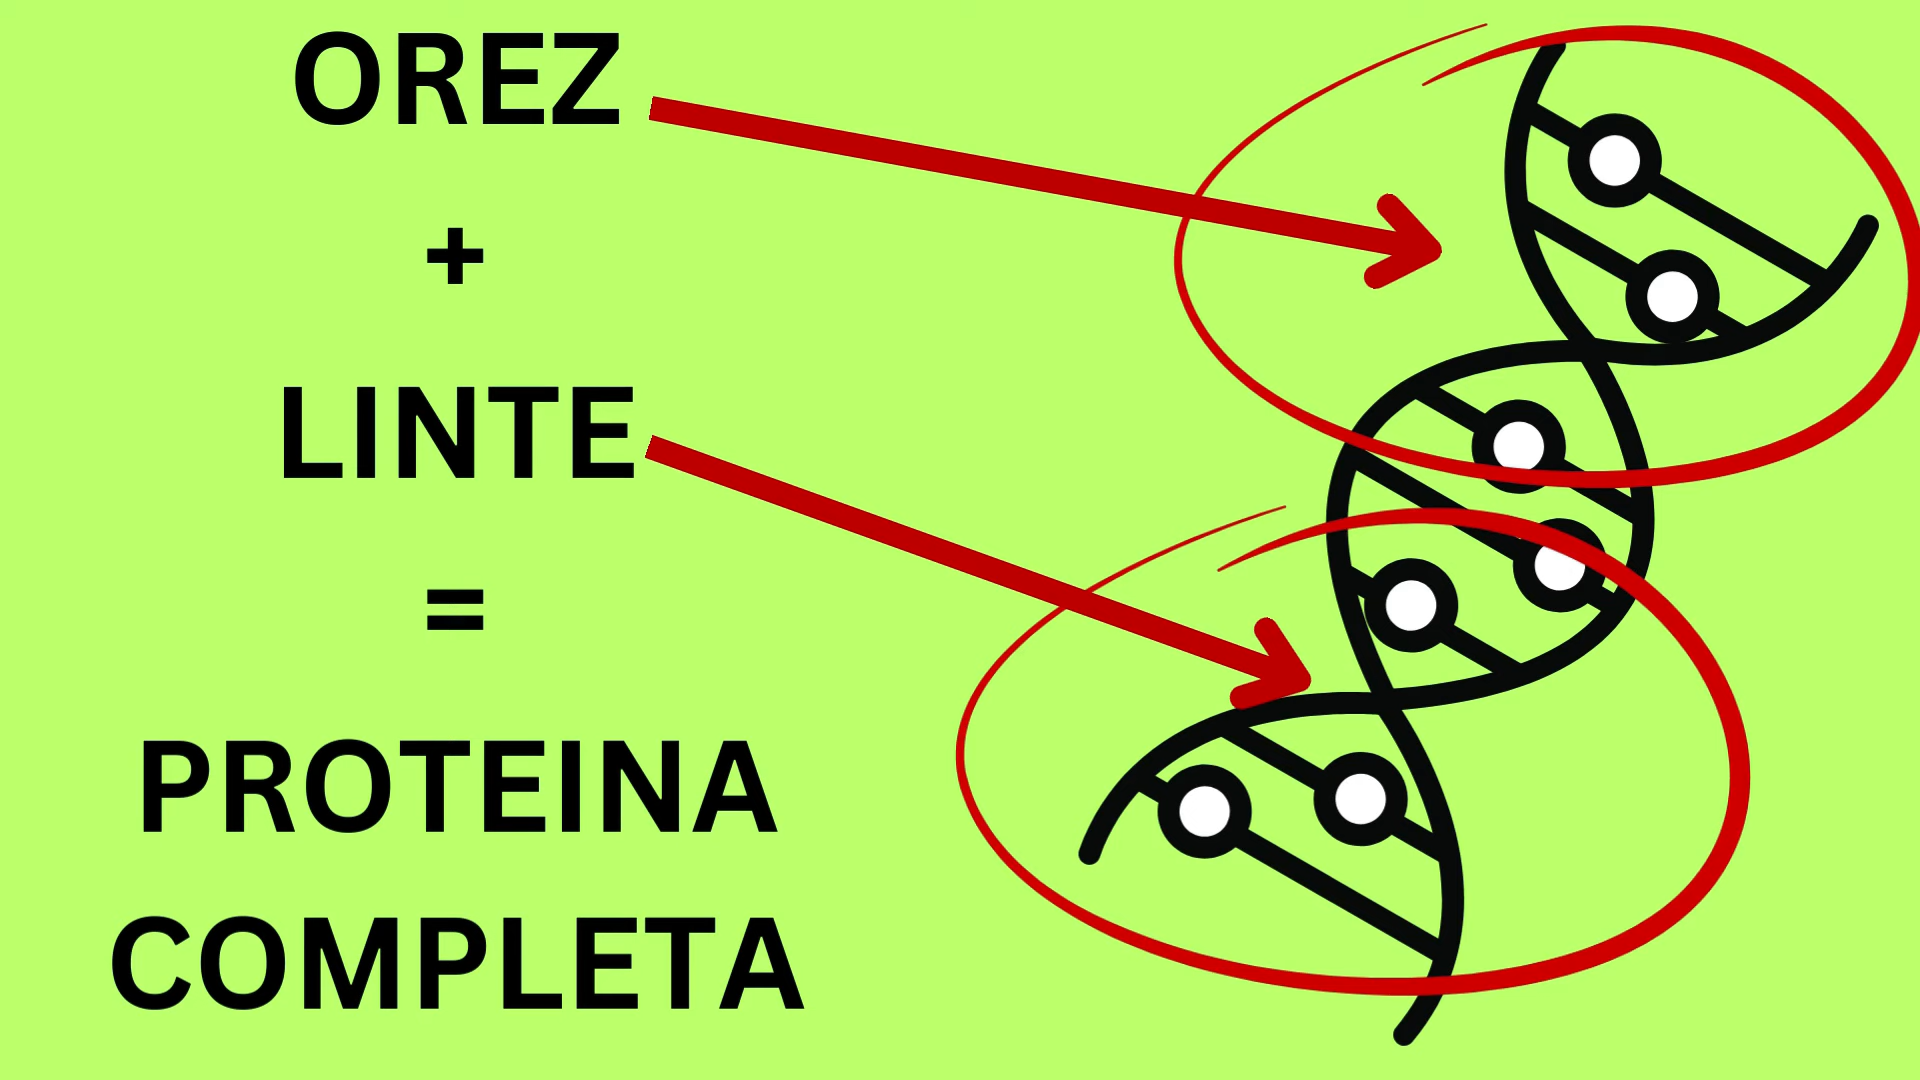 OREZ
+
LINTE
=
PROTEINA
COMPLETA